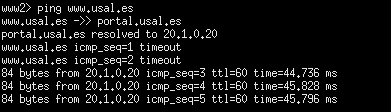 www2> ping www.usal.es
www.usal.es ->> portal.usal.es
portal.usal.es resolved to 20.1.0.20
www.usal.es icmp_seq=1 timeout
www.usal.es icmp_seq=2 timeout
84 bytes from 20.1.0.20 icmp_seq=3 ttl=60 time=44.736 ms
84 bytes from 20.1.0.20 icmp_seq=4 ttl=60 time=45.828 ms
84 bytes from 20.1.0.20 icmp_seq=5 ttl=60 time=45.796 ms